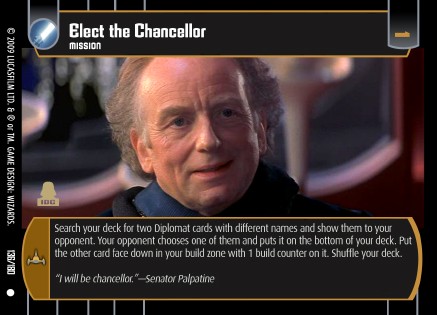 Elect the Chancellor
MISSION
1
IDC
Search your deck for two Diplomat cards with different names and show them to your
opponent. Your opponent chooses one of them and puts it on the bottom of your deck. Put
the other card face down in your build zone with 1 build counter on it. Shuffle your deck.
"I will be chancellor."—Senator Palpatine
© 2009 LUCASFILM LTD. & ® or TM. GAME DESIGN: WIZARDS.